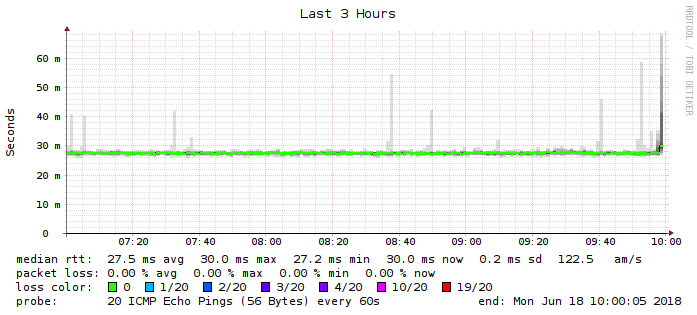 Last 3 Hours
RRDTOOL / TOBI OETIKER
Seconds
60 m
50 m
40 m
30 m
20 m
10 m
0
07:20 07:40 08:00 08:20 08:40 09:00 09:20 09:40 10:00
median rtt: 27.5 ms avg 30.0 ms max 27.2 ms min 30.0 ms now 0.2 ms sd 122.5 am/s
packet loss: 0.00 % avg 0.00 % max 0.00 % min 0.00 % now
loss color: 0 1/20 2/20 3/20 4/20 10/20 19/20
probe: 20 ICMP Echo Pings (56 Bytes) every 60s end: Mon Jun 18 10:00:05 2018